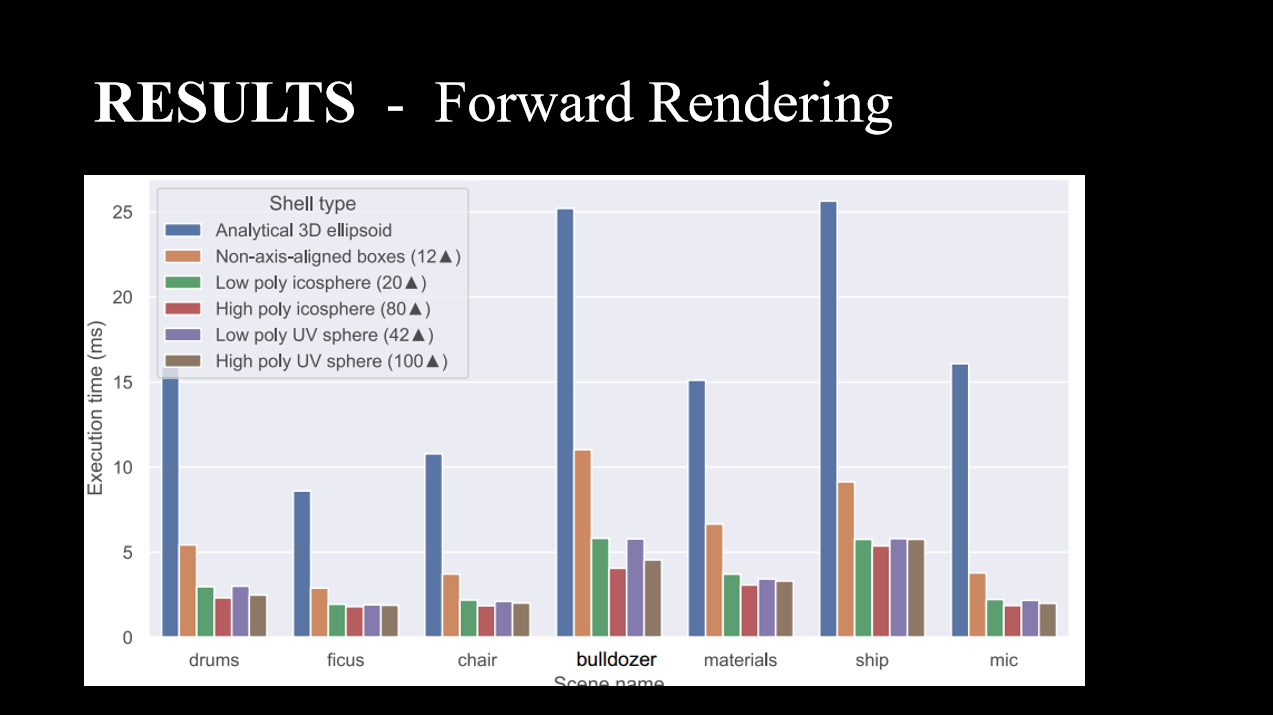 RESULTS - Forward Rendering
Shell type
Analytical 3D ellipsoid
Non-axis-aligned boxes (12▲)
Low poly icosphere (20▲)
High poly icosphere (80▲)
Low poly UV sphere (42▲)
High poly UV sphere (100▲)
Execution time (ms)
25
20
15
10
5
0
drums ficus chair bulldozer materials ship mic
Scene name